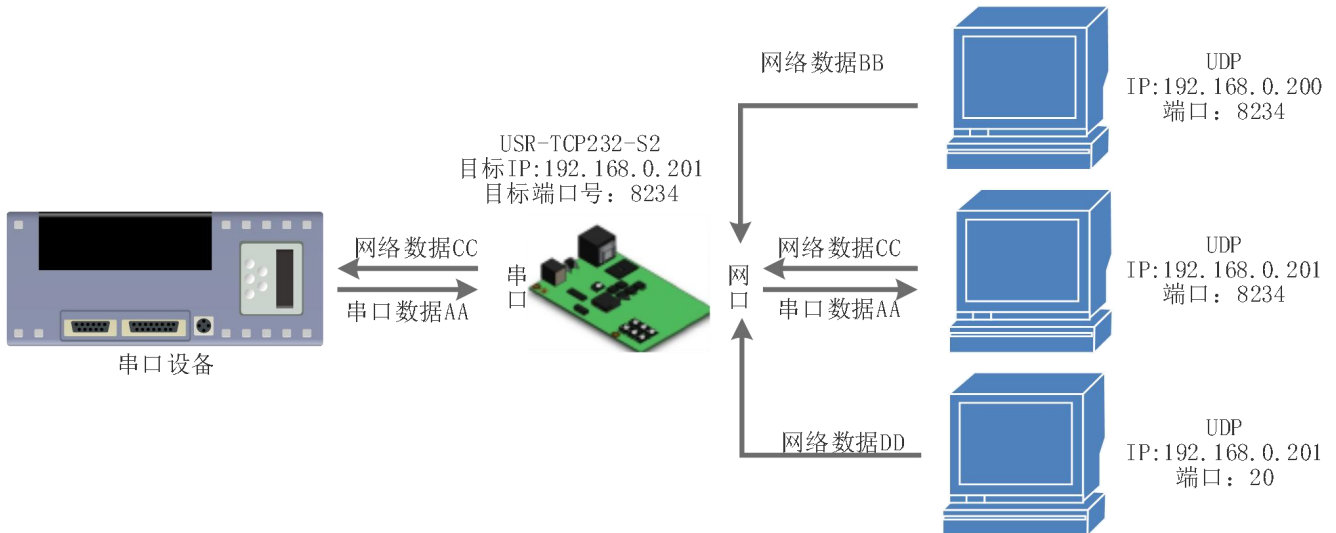 网络数据BB
UDP
IP:192.168.0.200
端口：8234
USR-TCP232-S2
目标IP:192.168.0.201
目标端口号：8234
网络数据CC
串口数据AA
串口设备
串口
网口
网络数据CC
串口数据AA
UDP
IP:192.168.0.201
端口：8234
网络数据DD
UDP
IP:192.168.0.201
端口：20